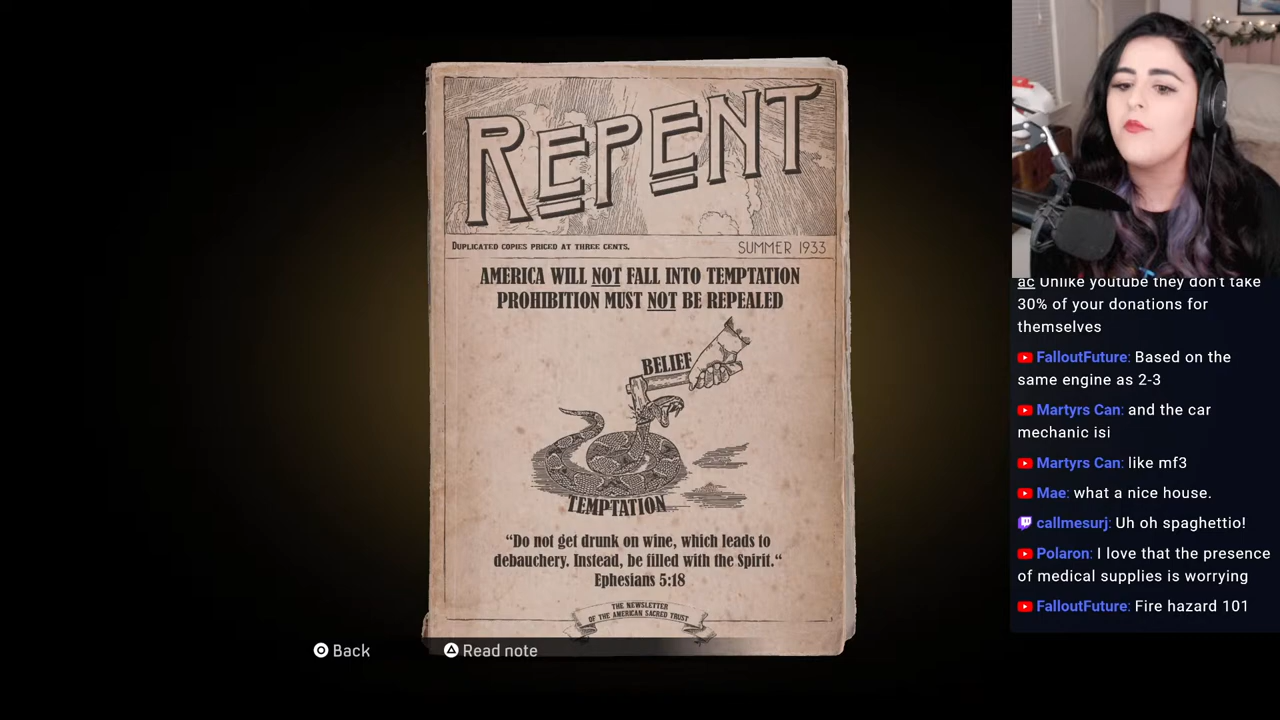 REPENT
DUPLICATED COPIES PRICED AT THREE CENTS.
SUMMER 1933
AMERICA WILL NOT FALL INTO TEMPTATION
PROHIBITION MUST NOT BE REPEALED
BELIEF
TEMPTATION
“Do not get drunk on wine, which leads to
debauchery. Instead, be filled with the Spirit.“
Ephesians 5:18
THE NEWSLETTER
OF THE AMERICAN SACRED TRUST
Back
Read note
ac Unlike youtube they don't take
30% of your donations for
themselves
FalloutFuture: Based on the
same engine as 2-3
Martyrs Can: and the car
mechanic isi
Martyrs Can: like mf3
Mae: what a nice house.
callmesurj: Uh oh spaghettio!
Polaron: I love that the presence
of medical supplies is worrying
FalloutFuture: Fire hazard 101